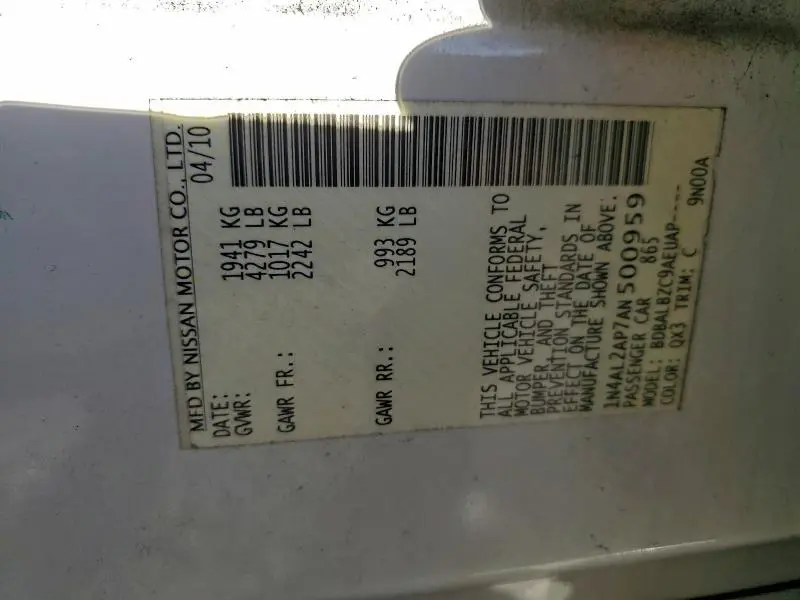 MFD BY NISSAN MOTOR CO., LTD.
DATE: 04/10
GVWR: 1941 KG
4279 LB
GAWR FR.: 1017 KG
2242 LB
GAWR RR.: 993 KG
2189 LB
THIS VEHICLE CONFORMS TO
ALL APPLICABLE FEDERAL
MOTOR VEHICLE SAFETY,
BUMPER, AND THEFT
PREVENTION STANDARDS IN
EFFECT ON THE DATE OF
MANUFACTURE SHOWN ABOVE.
1N4AL2AP7AN500959
PASSENGER CAR 865
MODEL: BDBALBZC9AEUAP----
COLOR: QX3 TRIM: C 9N00A